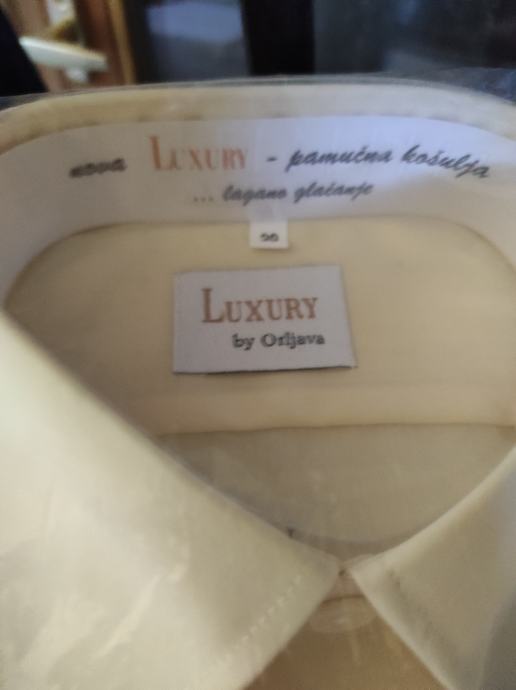 nova LUXURY - pamučna košulja
... lagano glačanje
LUXURY
by Orljava